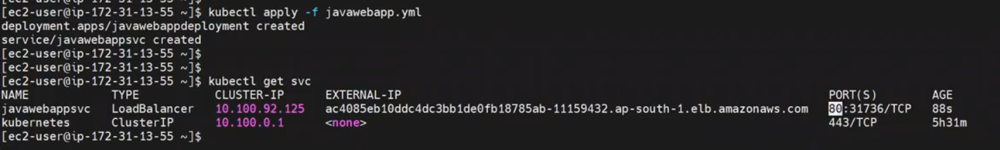 [ec2-user@ip-172-31-13-55 ~]$ kubectl apply -f javawebapp.yml
deployment.apps/javawebappdeployment created
service/javawebappsvc created
[ec2-user@ip-172-31-13-55 ~]$
[ec2-user@ip-172-31-13-55 ~]$
[ec2-user@ip-172-31-13-55 ~]$ kubectl get svc
NAME TYPE CLUSTER-IP EXTERNAL-IP PORT(S) AGE
javawebappsvc LoadBalancer 10.100.92.125 ac4085eb10ddc4dc3bb1de0fb18785ab-11159432.ap-south-1.elb.amazonaws.com 80:31736/TCP 88s
kubernetes ClusterIP 10.100.0.1 <none> 443/TCP 5h31m
[ec2-user@ip-172-31-13-55 ~]$